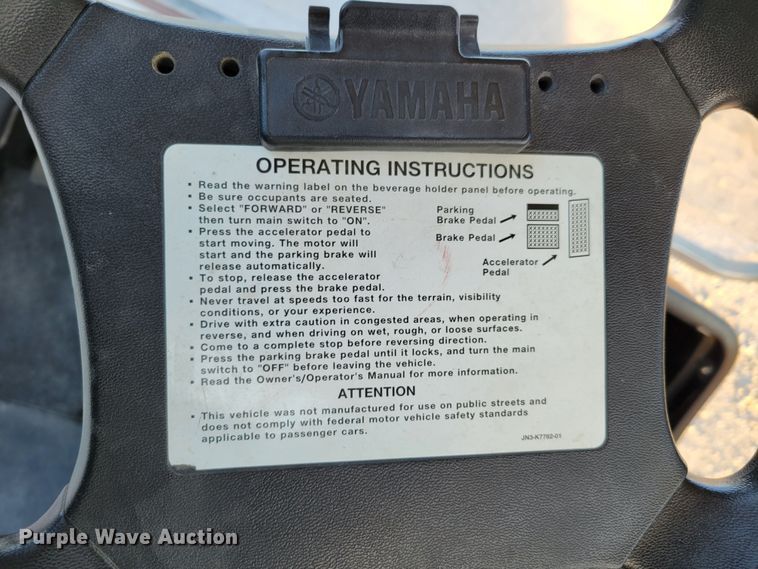 YAMAHA
OPERATING INSTRUCTIONS
• Read the warning label on the beverage holder panel before operating.
• Be sure occupants are seated.
• Select "FORWARD" or "REVERSE"
then turn main switch to "ON".
• Press the accelerator pedal to
start moving. The motor will
start and the parking brake will
release automatically.
• To stop, release the accelerator
pedal and press the brake pedal.
Parking
Brake Pedal
Brake Pedal
Accelerator
Pedal
• Never travel at speeds too fast for the terrain, visibility
conditions, or your experience.
• Drive with extra caution in congested areas, when operating in
reverse, and when driving on wet, rough, or loose surfaces.
• Come to a complete stop before reversing direction.
• Press the parking brake pedal until it locks, and turn the main
switch to "OFF" before leaving the vehicle.
• Read the Owner's/Operator's Manual for more information.
ATTENTION
• This vehicle was not manufactured for use on public streets and
does not comply with federal motor vehicle safety standards
applicable to passenger cars.
JN3-K7762-01
Purple Wave Auction